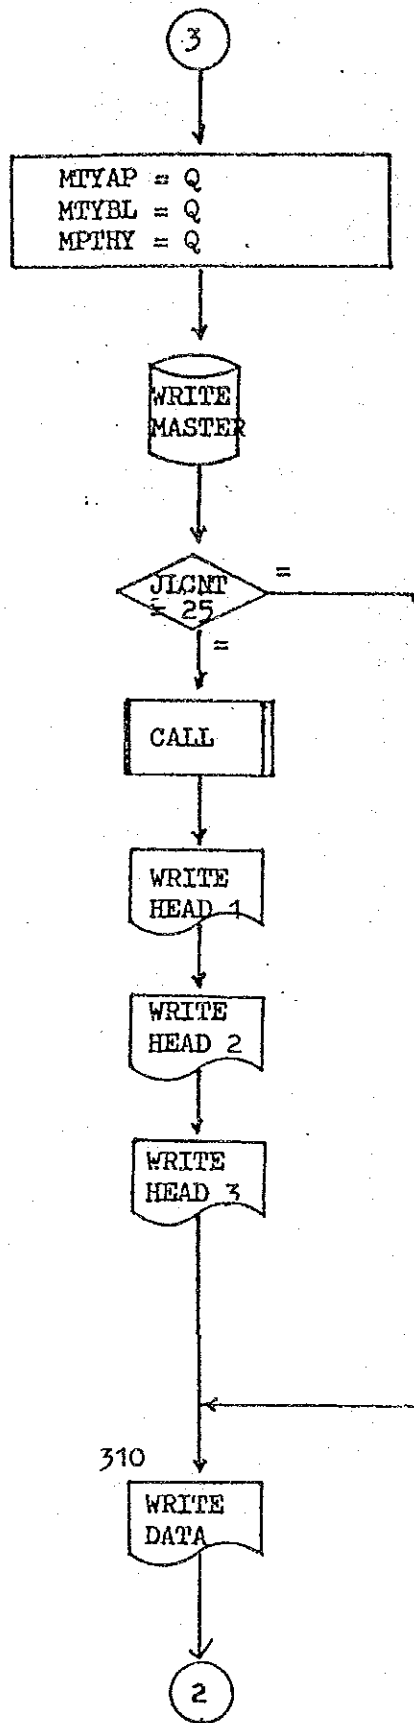 3
MTYAP = Q
MTYBL = Q
MPTHY = Q
WRITE
MASTER
JLCNT
= 25
=
=
CALL
WRITE
HEAD 1
WRITE
HEAD 2
WRITE
HEAD 3
310
WRITE
DATA
2